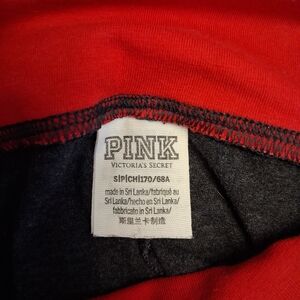 PINK
VICTORIA'S SECRET
S|P|CH|170/68A
made in Sri Lanka/fabriqué au
Sri Lanka/hecho en Sri Lanka/
fabbricato in Sri Lanka/
斯里兰卡制造